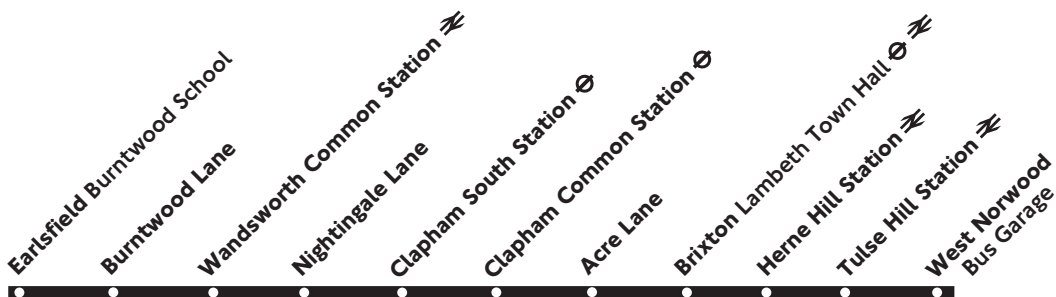 Earlsfield Burntwood School
Burntwood Lane
Wandsworth Common Station
Nightingale Lane
Clapham South Station
Clapham Common Station
Acre Lane
Brixton Lambeth Town Hall
Herne Hill Station
Tulse Hill Station
West Norwood
Bus Garage